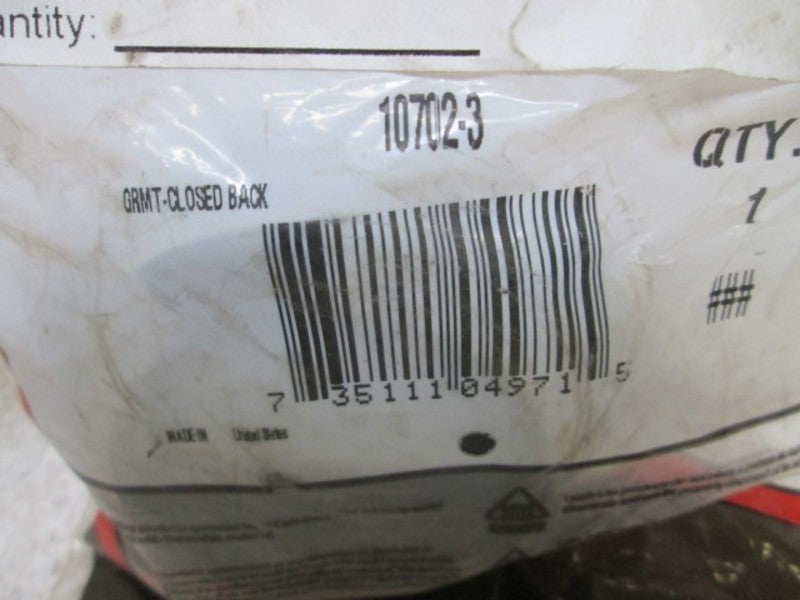 antity:
10702-3
QTY.
GRMT-CLOSED BACK
1
###
7 35111 04971 5
MADE IN United States